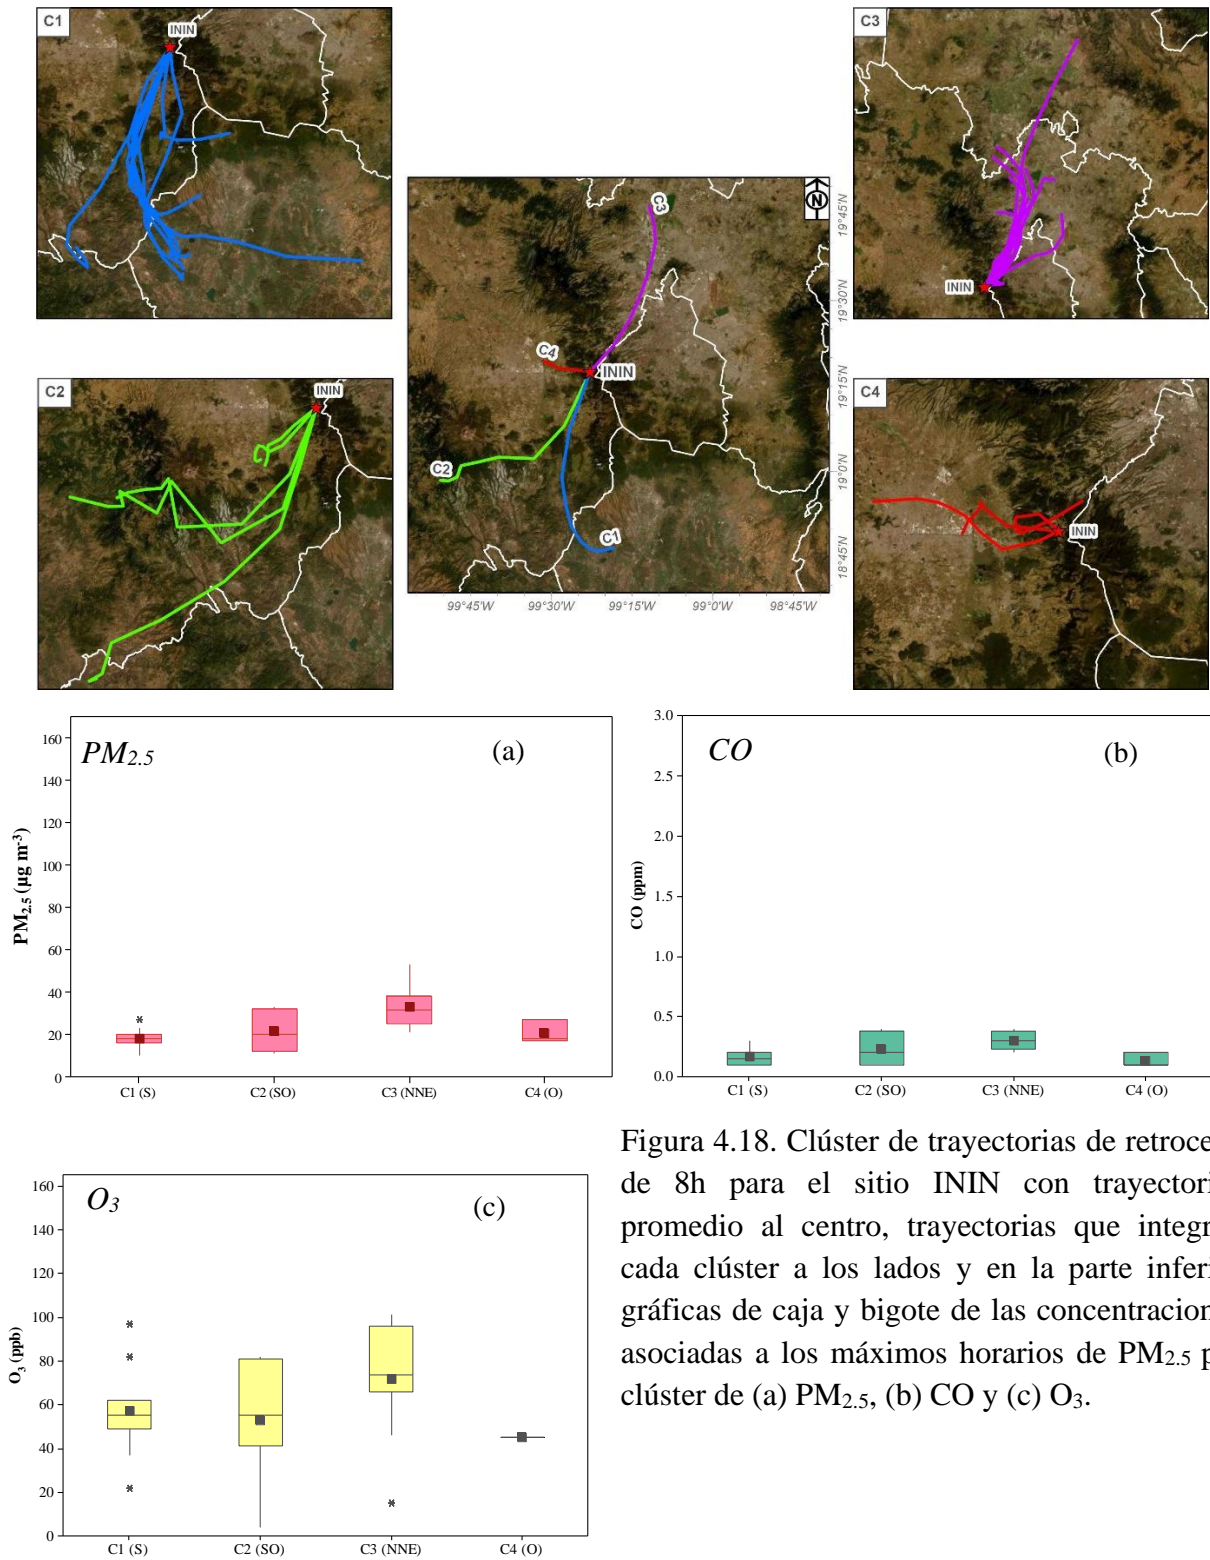 C1
ININ
C3
ININ
C3
N
19°45'N
19°30'N
C4
ININ
19°15'N
C2
19°0'N
C1
18°45'N
99°45'W
99°30'W
99°15'W
99°0'W
98°45'W
C2
ININ
C4
ININ
PM2.5
(a)
PM2.5 (µg m-3)
160
140
120
100
80
60
40
20
0
*
C1 (S)
C2 (SO)
C3 (NNE)
C4 (O)
CO
(b)
CO (ppm)
3.0
2.5
2.0
1.5
1.0
0.5
0.0
C1 (S)
C2 (SO)
C3 (NNE)
C4 (O)
O3
(c)
O3 (ppb)
160
140
120
100
80
60
40
20
0
*
*
*
*
C1 (S)
C2 (SO)
C3 (NNE)
C4 (O)
Figura 4.18. Clúster de trayectorias de retroce
de 8h para el sitio ININ con trayectori
promedio al centro, trayectorias que integr
cada clúster a los lados y en la parte inferi
gráficas de caja y bigote de las concentracion
asociadas a los máximos horarios de PM2.5 p
clúster de (a) PM2.5, (b) CO y (c) O3.